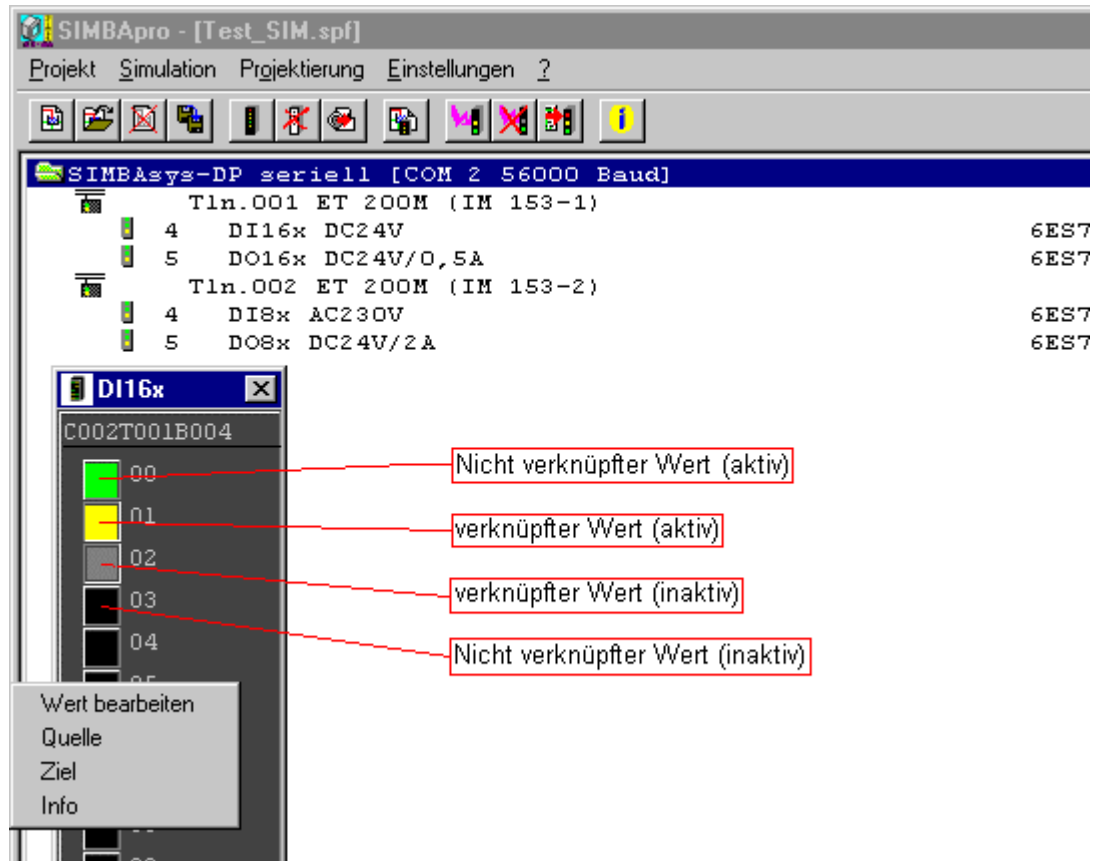 SIMBApro - [Test_SIM.spf]
Projekt Simulation Projektierung Einstellungen ?
SIMBAsys-DP seriell [COM 2 56000 Baud]
Tln.001 ET 200M (IM 153-1)
4 DI16x DC24V 6ES7
5 DO16x DC24V/0,5A 6ES7
Tln.002 ET 200M (IM 153-2)
4 DI8x AC230V 6ES7
5 DO8x DC24V/2A 6ES7
DI16x
C002T001B004
00
Nicht verknüpfter Wert (aktiv)
01
verknüpfter Wert (aktiv)
02
verknüpfter Wert (inaktiv)
03
04
Nicht verknüpfter Wert (inaktiv)
Wert bearbeiten
Quelle
Ziel
Info